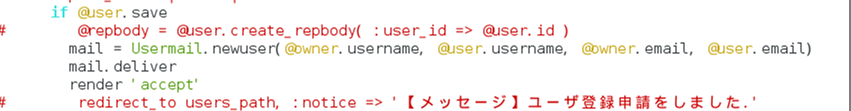 if @user.save
# @repbody = @user.create_repbody( :user_id => @user.id )
mail = Usermail.newuser(@owner.username, @user.username, @owner.email, @user.email)
mail.deliver
render 'accept'
# redirect_to users_path, :notice => '【メッセージ】ユーザ登録申請をしました.'